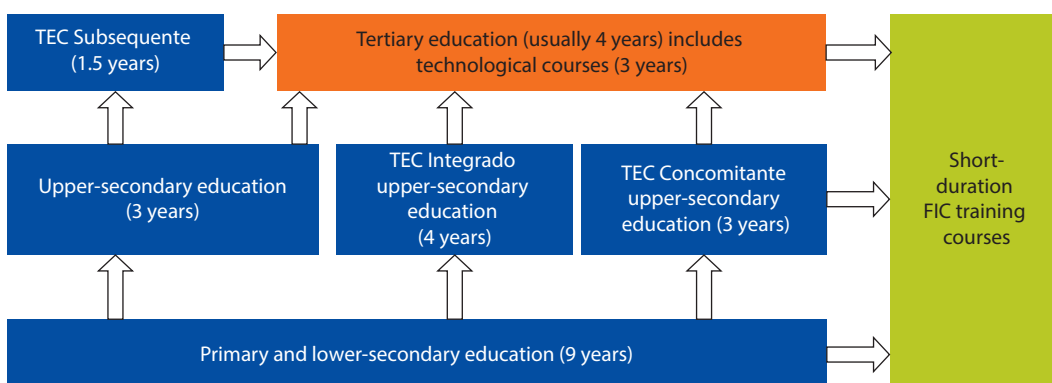 TEC Subsequente
(1.5 years)
Tertiary education (usually 4 years) includes
technological courses (3 years)
Upper-secondary education
(3 years)
TEC Integrado
upper-secondary
education
(4 years)
TEC Concomitante
upper-secondary
education (3 years)
Short-
duration
FIC training
courses
Primary and lower-secondary education (9 years)